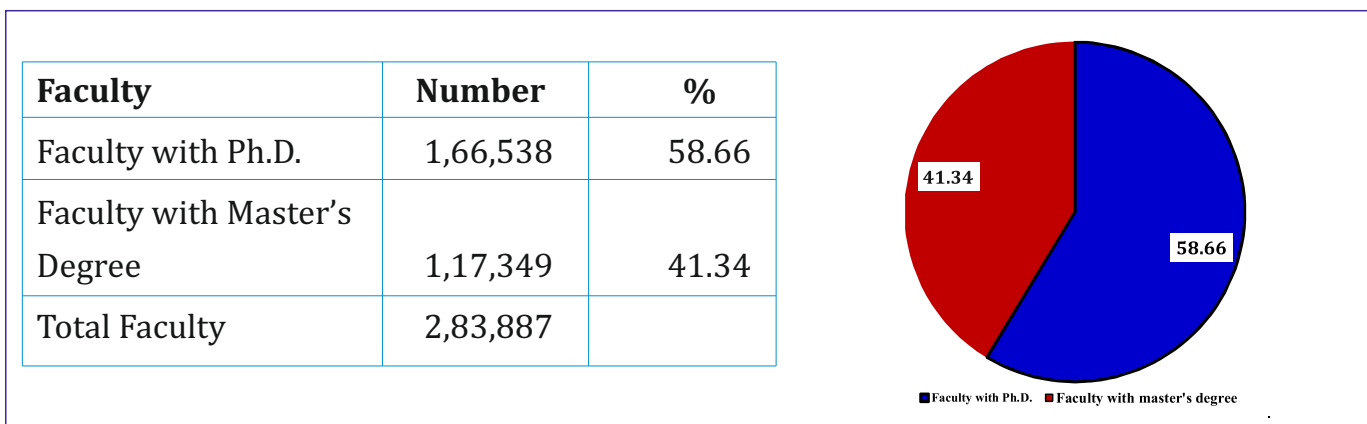 Faculty Number %
Faculty with Ph.D. 1,66,538 58.66
Faculty with Master’s
Degree 1,17,349 41.34
Total Faculty 2,83,887
41.34
58.66
Faculty with Ph.D. Faculty with master's degree